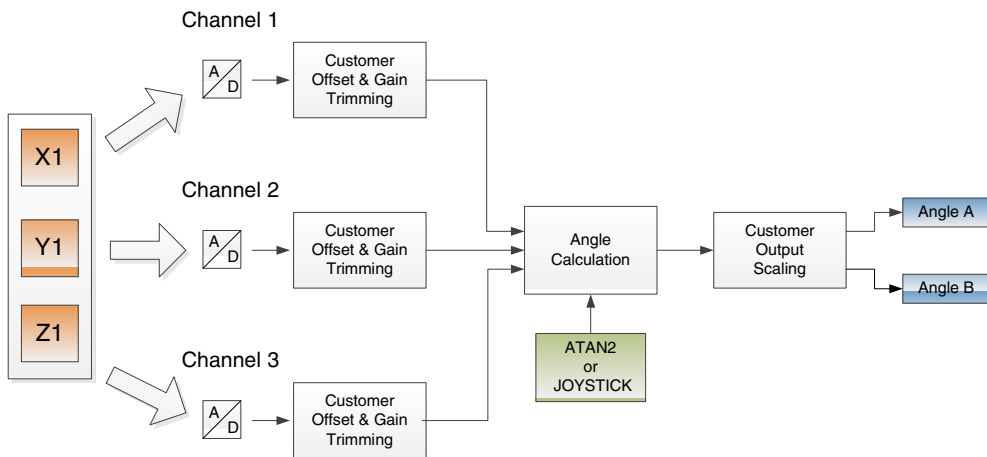 Channel 1
A
D
Customer
Offset & Gain
Trimming
X1
Channel 2
Y1
A
D
Customer
Offset & Gain
Trimming
Angle
Calculation
Customer
Output
Scaling
Angle A
Angle B
Z1
Channel 3
A
D
Customer
Offset & Gain
Trimming
ATAN2
or
JOYSTICK